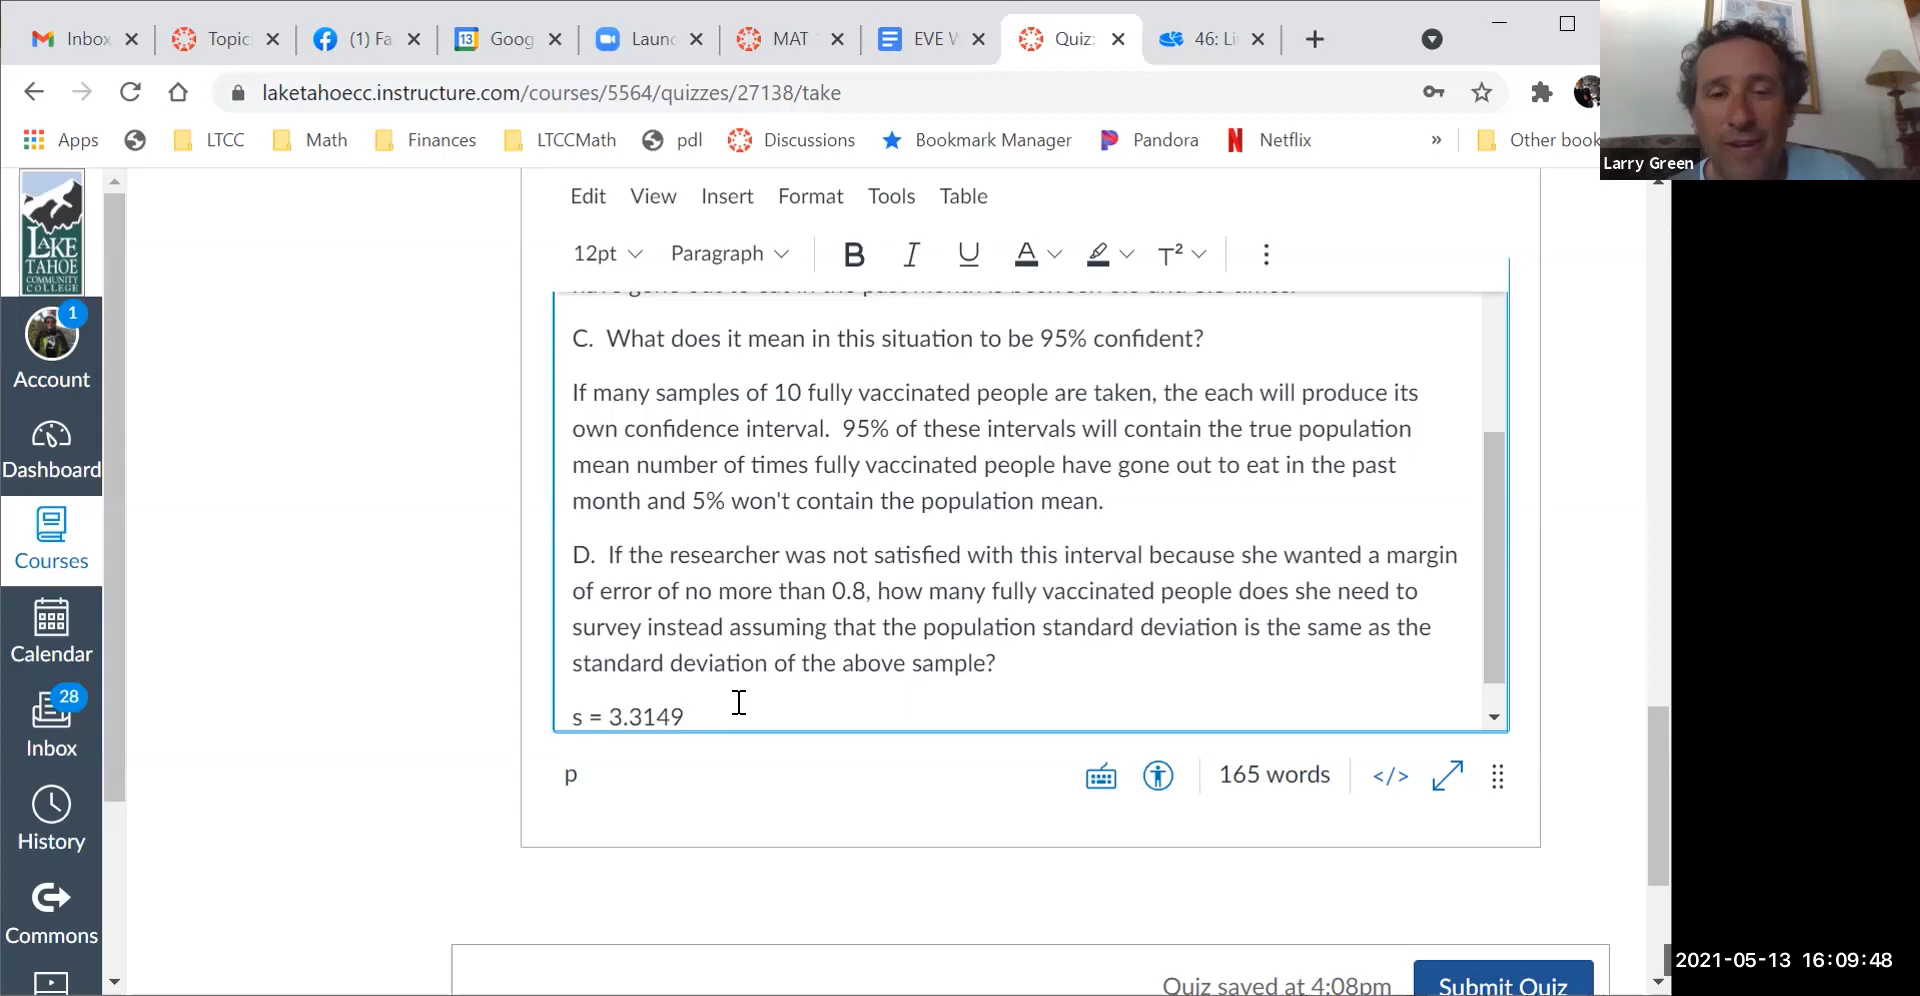 Inbox
Topic
(1) Fa
13 Goog
Laun
MAT
EVE
Quiz:
46: Li
laketahoecc.instructure.com/courses/5564/quizzes/27138/take
Apps
LTCC
Math
Finances
LTCCMath
pdl
Discussions
Bookmark Manager
Pandora
Netflix
»
Other book
Larry Green
LAKE
TAHOE
COMMUNITY
COLLEGE
1
Account
Dashboard
Courses
Calendar
28
Inbox
History
Commons
Edit View Insert Format Tools Table
12pt Paragraph B I U A T²
C. What does it mean in this situation to be 95% confident?
If many samples of 10 fully vaccinated people are taken, the each will produce its
own confidence interval. 95% of these intervals will contain the true population
mean number of times fully vaccinated people have gone out to eat in the past
month and 5% won't contain the population mean.
D. If the researcher was not satisfied with this interval because she wanted a margin
of error of no more than 0.8, how many fully vaccinated people does she need to
survey instead assuming that the population standard deviation is the same as the
standard deviation of the above sample?
s = 3.3149
p
165 words
</>
Quiz saved at 4:08pm
Submit Quiz
2021-05-13 16:09:48